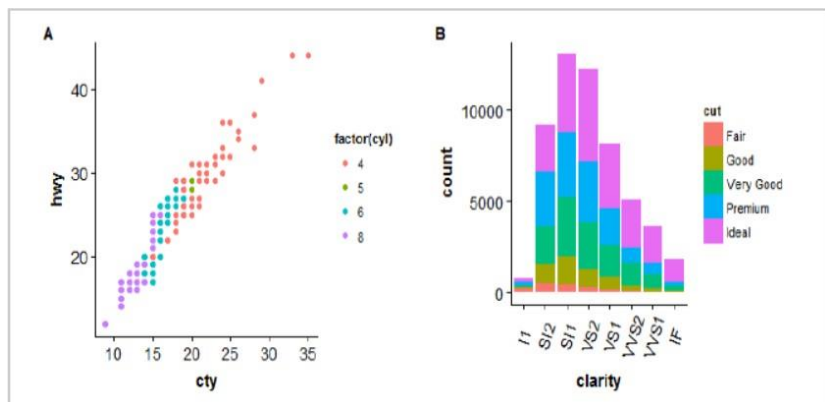 A
hwy
40
30
20
10 15 20 25 30 35
cty
factor(cyl)
4
5
6
8
B
count
10000
5000
0
I1 SI2 SI1 VS2 VS1 VVS2 VVS1 IF
clarity
cut
Fair
Good
Very Good
Premium
Ideal